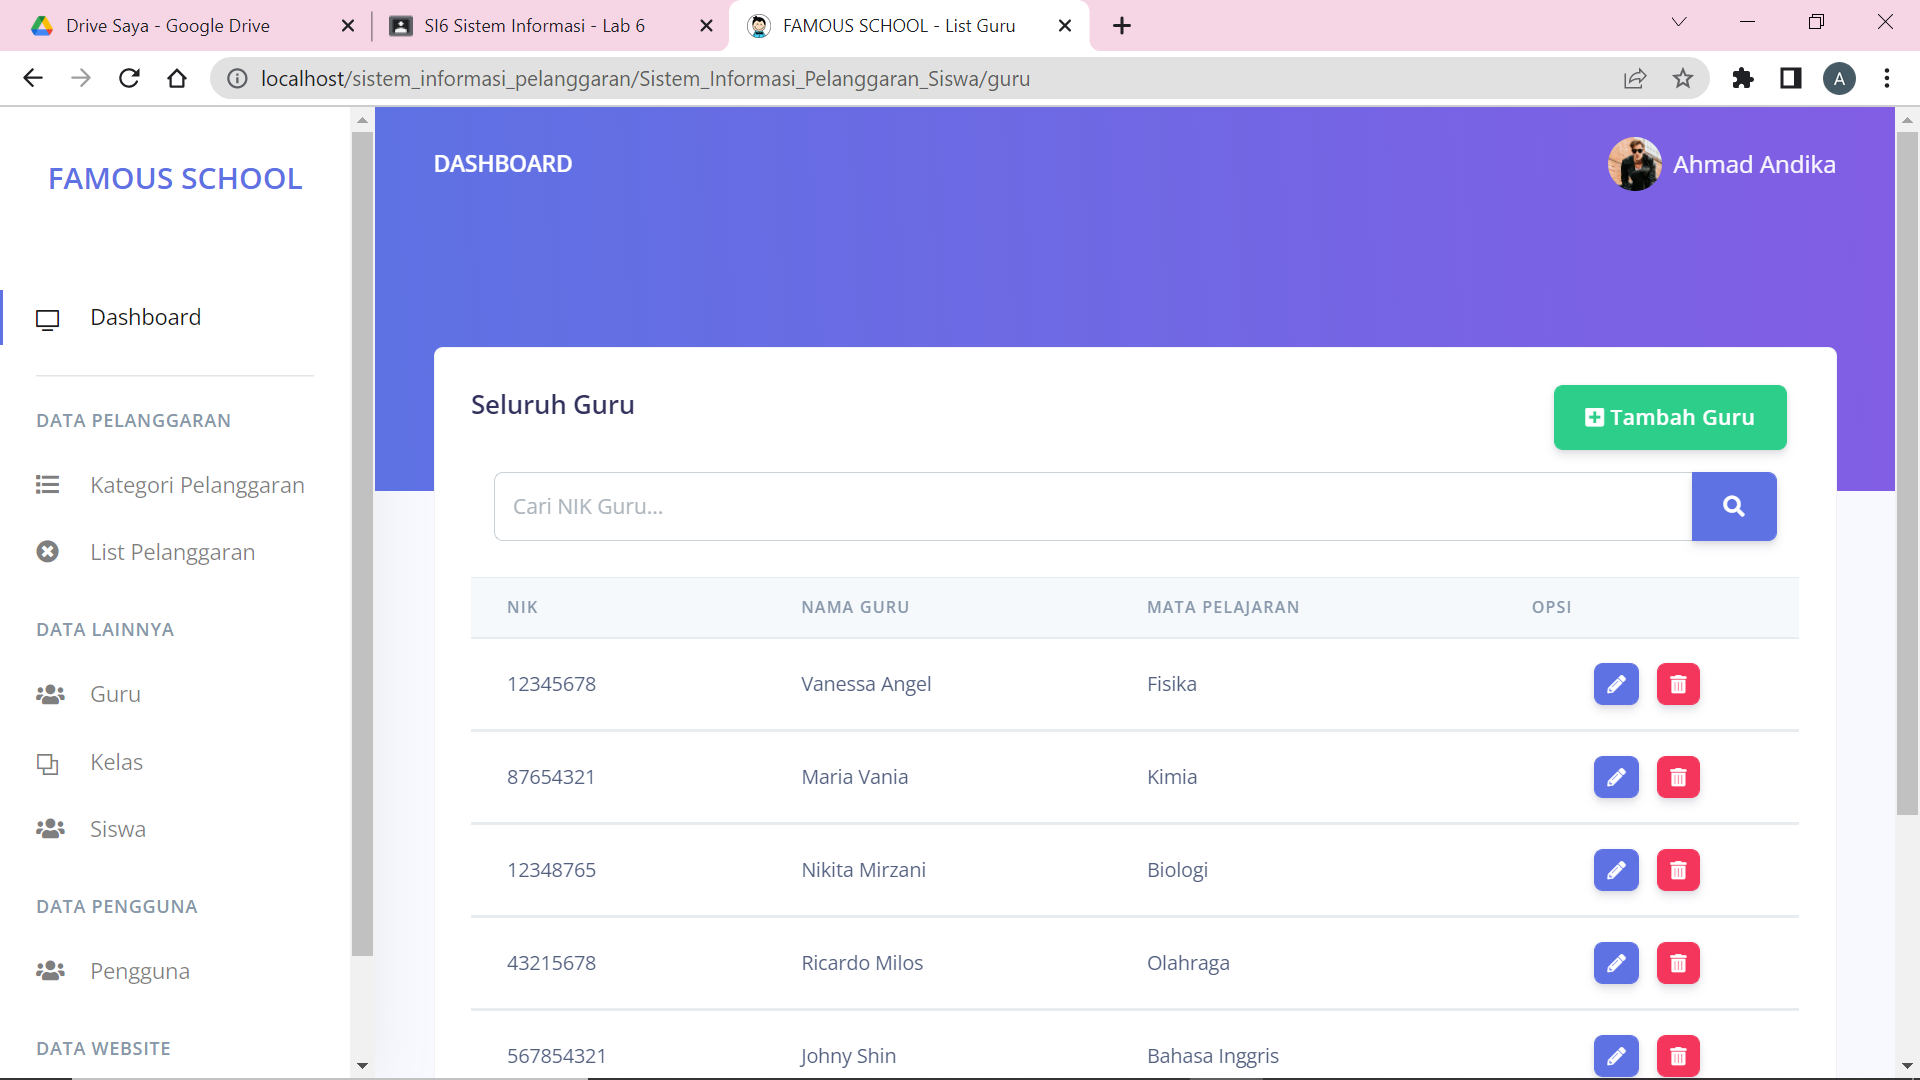 Drive Saya - Google Drive
SI6 Sistem Informasi - Lab 6
FAMOUS SCHOOL - List Guru
localhost/sistem_informasi_pelanggaran/Sistem_Informasi_Pelanggaran_Siswa/guru
A
FAMOUS SCHOOL
Dashboard
DATA PELANGGARAN
Kategori Pelanggaran
List Pelanggaran
DATA LAINNYA
Guru
Kelas
Siswa
DATA PENGGUNA
Pengguna
DATA WEBSITE
DASHBOARD
Ahmad Andika
Seluruh Guru
Tambah Guru
Cari NIK Guru...
NIK NAMA GURU MATA PELAJARAN OPSI
12345678 Vanessa Angel Fisika
87654321 Maria Vania Kimia
12348765 Nikita Mirzani Biologi
43215678 Ricardo Milos Olahraga
567854321 Johny Shin Bahasa Inggris